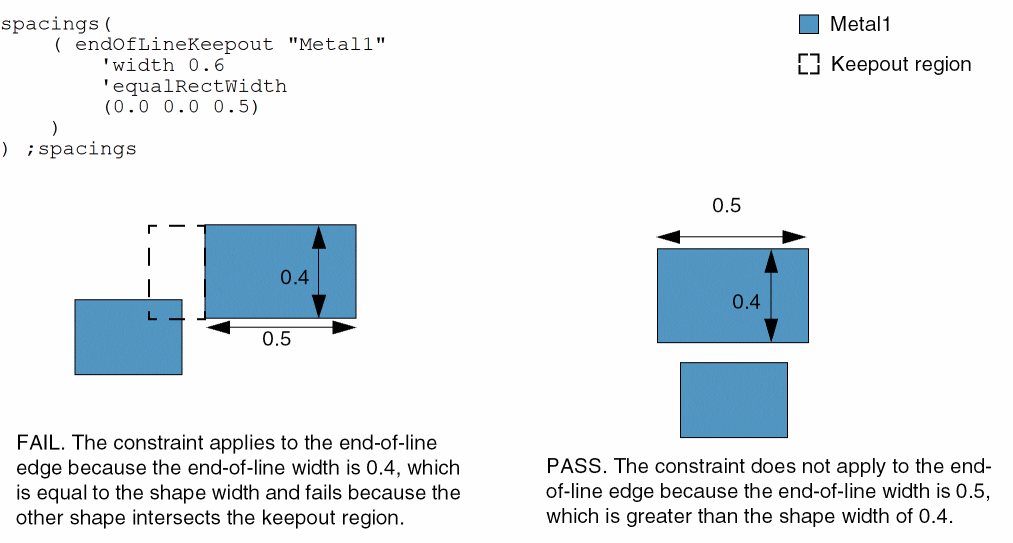 spacings(
( endOfLineKeepout "Metal1"
'width 0.6
'equalRectWidth
(0.0 0.0 0.5)
)
) ;spacings
Metal1
Keepout region
0.4
0.5
FAIL. The constraint applies to the end-of-line
edge because the end-of-line width is 0.4, which
is equal to the shape width and fails because the
other shape intersects the keepout region.
0.5
0.4
PASS. The constraint does not apply to the end-
of-line edge because the end-of-line width is 0.5,
which is greater than the shape width of 0.4.